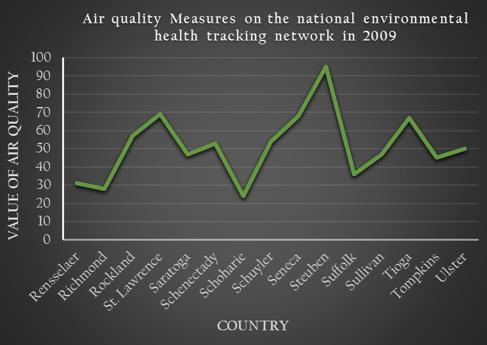 Air quality Measures on the national environmental
health tracking network in 2009
VALUE OF AIR QUALITY
100
90
80
70
60
50
40
30
20
10
0
Rensselaer
Richmond
Rockland
St. Lawrence
Saratoga
Schenectady
Schoharie
Schuyler
Seneca
Steuben
Suffolk
Sullivan
Tioga
Tompkins
Ulster
COUNTRY